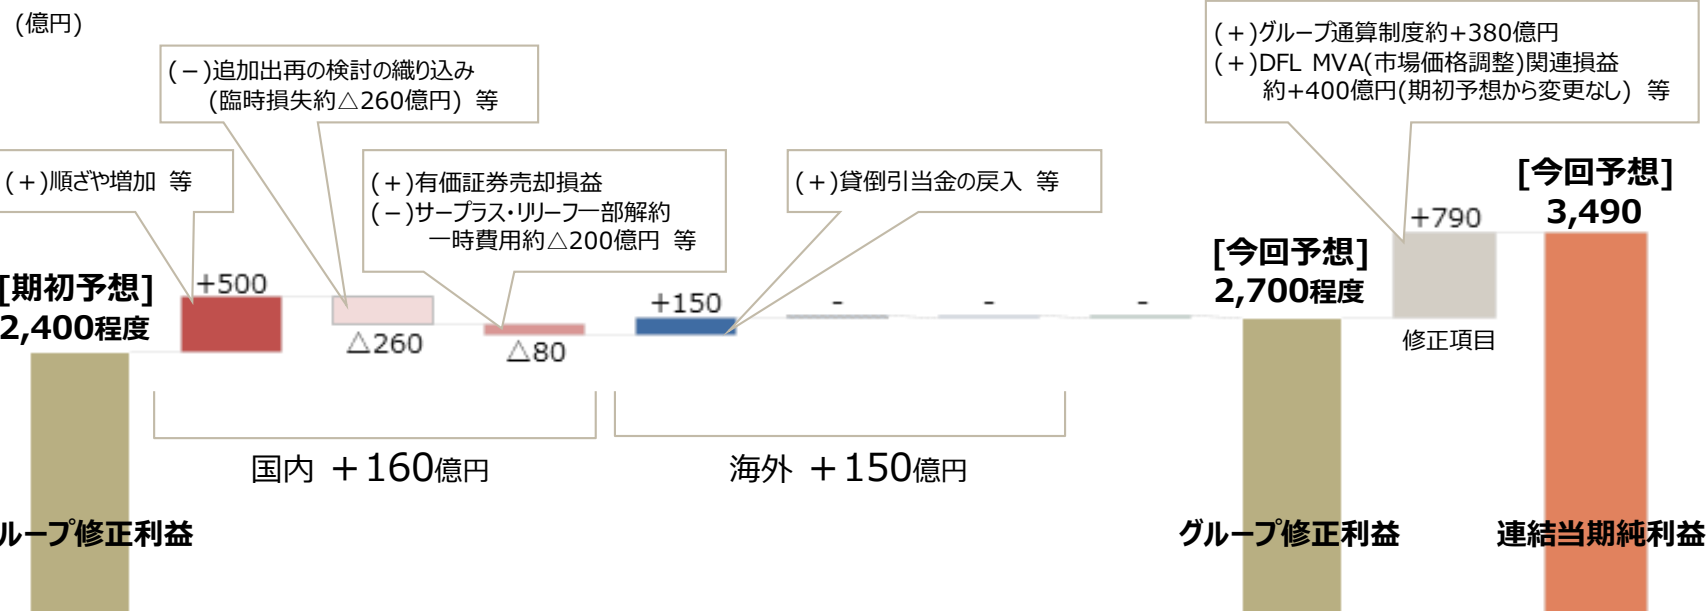 (億円)
(－)追加出再の検討の織り込み
(臨時損失約△260億円) 等
(+)グループ通算制度約+380億円
(+)DFL MVA(市場価格調整)関連損益
約+400億円(期初予想から変更なし) 等
(+)順ざや増加 等
(+)有価証券売却損益
(－)サープラス・リリーフ一部解約
一時費用約△200億円 等
(+)貸倒引当金の戻入 等
[期初予想]
2,400程度
+500
△260
△80
+150
-
-
-
[今回予想]
2,700程度
+790
修正項目
[今回予想]
3,490
国内 +160億円
海外 +150億円
ループ修正利益
グループ修正利益
連結当期純利益